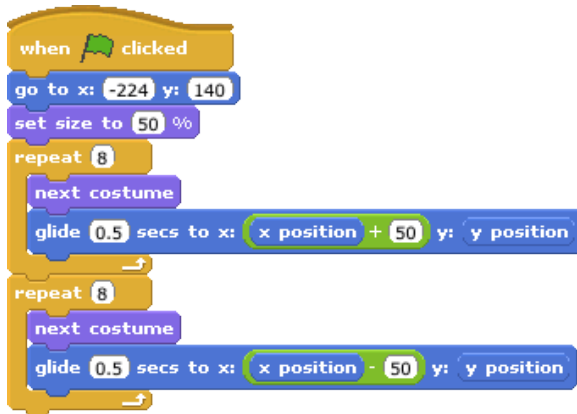 when clicked
go to x: -224 y: 140
set size to 50 %
repeat 8
next costume
glide 0.5 secs to x: x position + 50 y: y position
repeat 8
next costume
glide 0.5 secs to x: x position - 50 y: y position